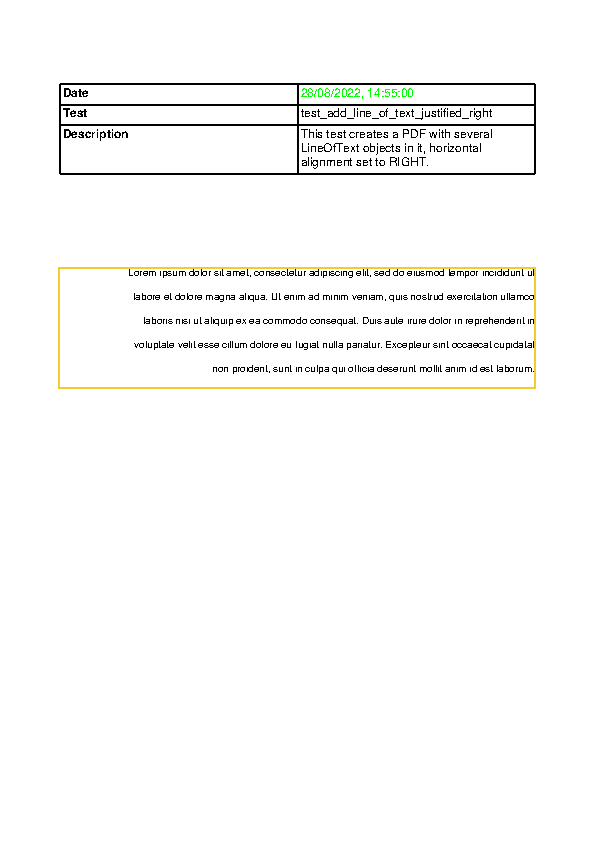 Date 28/08/2022, 14:55:00
Test test_add_line_of_text_justified_right
Description This test creates a PDF with several
LineOfText objects in it, horizontal
alignment set to RIGHT.
Lorem ipsum dolor sit amet, consectetur adipiscing elit, sed do eiusmod tempor incididunt ut
labore et dolore magna aliqua. Ut enim ad minim veniam, quis nostrud exercitation ullamco
laboris nisi ut aliquip ex ea commodo consequat. Duis aute irure dolor in reprehenderit in
voluptate velit esse cillum dolore eu fugiat nulla pariatur. Excepteur sint occaecat cupidatat
non proident, sunt in culpa qui officia deserunt mollit anim id est laborum.